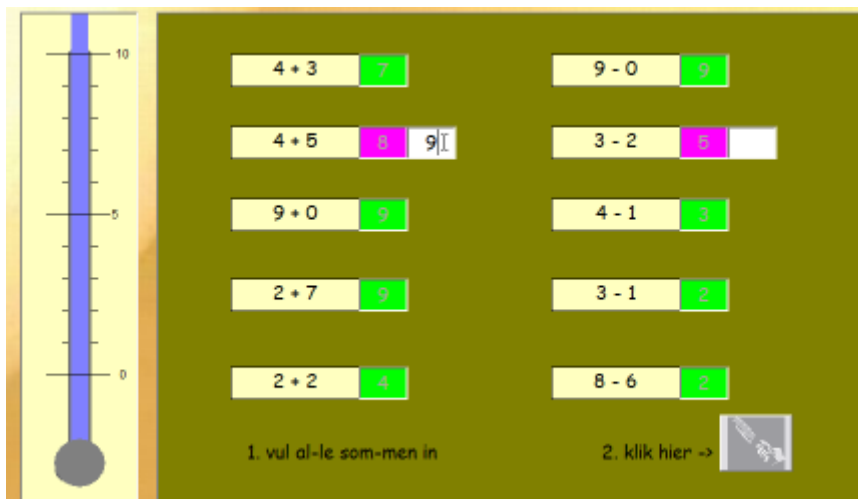 10
5
0
4 + 3 7
9 - 0 9
4 + 5 8 9
3 - 2 5
9 + 0 9
4 - 1 3
2 + 7 9
3 - 1 2
2 + 2 4
8 - 6 2
1. vul al-le som-men in
2. klik hier ->